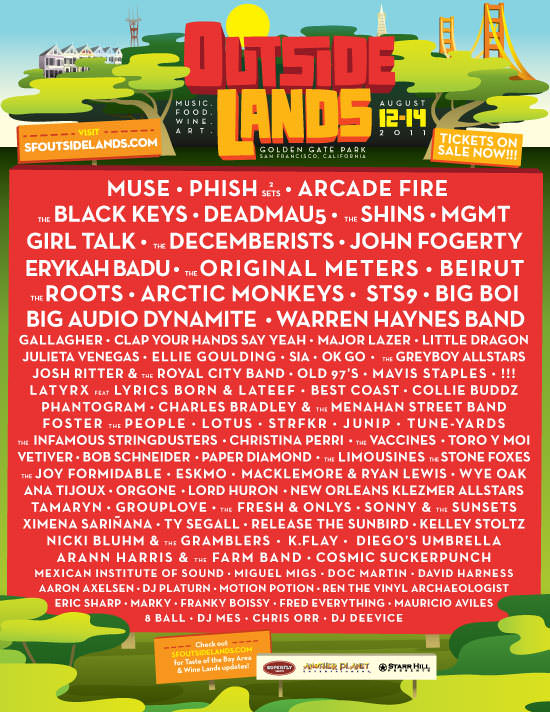 OUTSIDE
LANDS
MUSIC.
FOOD.
WINE.
ART.
AUGUST
12-14
2011
GOLDEN GATE PARK
SAN FRANCISCO, CALIFORNIA
VISIT
SFOUTSIDELANDS.COM
TICKETS ON
SALE NOW!!!
MUSE • PHISH 2 SETS • ARCADE FIRE
THE BLACK KEYS • DEADMAU5 • THE SHINS • MGMT
GIRL TALK • THE DECEMBERISTS • JOHN FOGERTY
ERYKAH BADU • THE ORIGINAL METERS • BEIRUT
THE ROOTS • ARCTIC MONKEYS • STS9 • BIG BOI
BIG AUDIO DYNAMITE • WARREN HAYNES BAND
GALLAGHER • CLAP YOUR HANDS SAY YEAH • MAJOR LAZER • LITTLE DRAGON
JULIETA VENEGAS • ELLIE GOULDING • SIA • OK GO • THE GREYBOY ALLSTARS
JOSH RITTER & THE ROYAL CITY BAND • OLD 97'S • MAVIS STAPLES • !!!
LATYRX FEAT LYRICS BORN & LATEEF • BEST COAST • COLLIE BUDDZ
PHANTOGRAM • CHARLES BRADLEY & THE MENAHAN STREET BAND
FOSTER THE PEOPLE • LOTUS • STRFKR • JUNIP • TUNE-YARDS
THE INFAMOUS STRINGDUSTERS • CHRISTINA PERRI • THE VACCINES • TORO Y MOI
VETIVER • BOB SCHNEIDER • PAPER DIAMOND • THE LIMOUSINES • THE STONE FOXES
THE JOY FORMIDABLE • ESKMO • MACKLEMORE & RYAN LEWIS • WYE OAK
ANA TIJOUX • ORGONE • LORD HURON • NEW ORLEANS KLEZMER ALLSTARS
TAMARYN • GROUPLOVE • THE FRESH & ONLYS • SONNY & THE SUNSETS
XIMENA SARIÑANA • TY SEGALL • RELEASE THE SUNBIRD • KELLEY STOLTZ
NICKI BLUHM & THE GRAMBLERS • K.FLAY • DIEGO'S UMBRELLA
ARANN HARRIS & THE FARM BAND • COSMIC SUCKERPUNCH
MEXICAN INSTITUTE OF SOUND • MIGUEL MIGS • DOC MARTIN • DAVID HARNESS
AARON AXELSEN • DJ PLATURN • MOTION POTION • REN THE VINYL ARCHAEOLOGIST
ERIC SHARP • MARKY • FRANKY BOISSY • FRED EVERYTHING • MAURICIO AVILES
8 BALL • DJ MES • CHRIS ORR • DJ DEEVICE
Check out
SFOUTSIDELANDS.COM
for Taste of the Bay Area
& Wine Lands updates!
SUPERFLY
ANOTHER PLANET
ENTERTAINMENT
STARR HILL